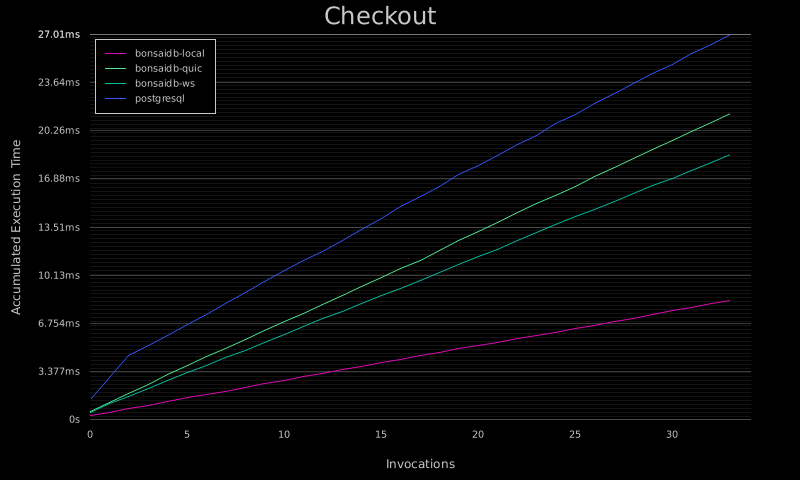 Checkout
27.01ms
bonsaidb-local
bonsaidb-quic
bonsaidb-ws
postgresql
23.64ms
20.26ms
16.88ms
13.51ms
10.13ms
6.754ms
3.377ms
0s
Accumulated Execution Time
0 5 10 15 20 25 30
Invocations